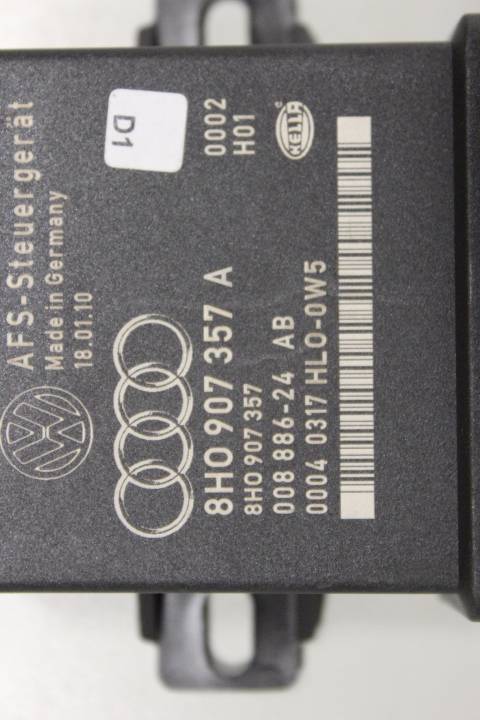 AFS-Steuergerät
Made in Germany
18.01.10
D1
8H0 907 357 A
0002
8H0 907 357
H01
008 886-24 AB
HELLA
0004 0317 HLO-0W5